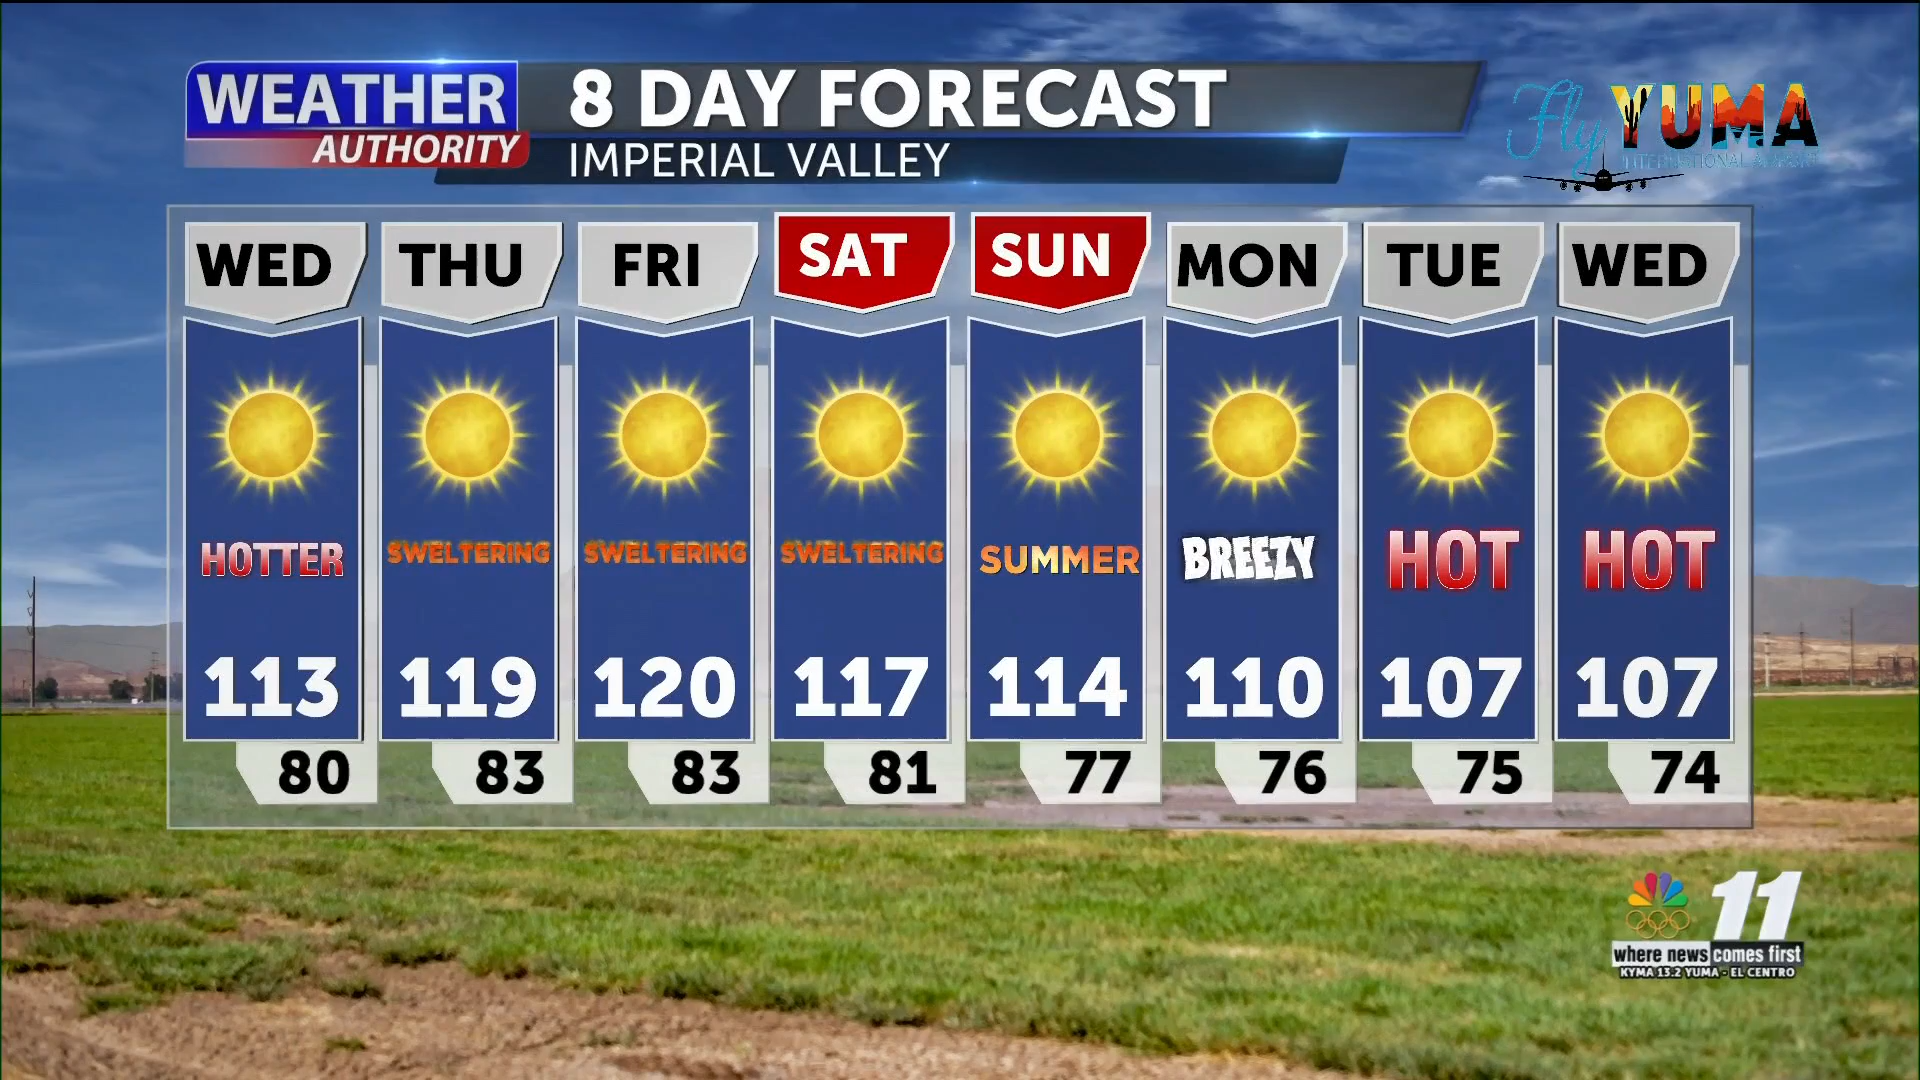 WEATHER
AUTHORITY
8 DAY FORECAST
IMPERIAL VALLEY
Fly YUMA
INTERNATIONAL AIRPORT
WED THU FRI SAT SUN MON TUE WED
HOTTER SWELTERING SWELTERING SWELTERING SUMMER BREEZY HOT HOT
113 119 120 117 114 110 107 107
80 83 83 81 77 76 75 74
11
where news comes first
KYMA 13.2 YUMA - EL CENTRO